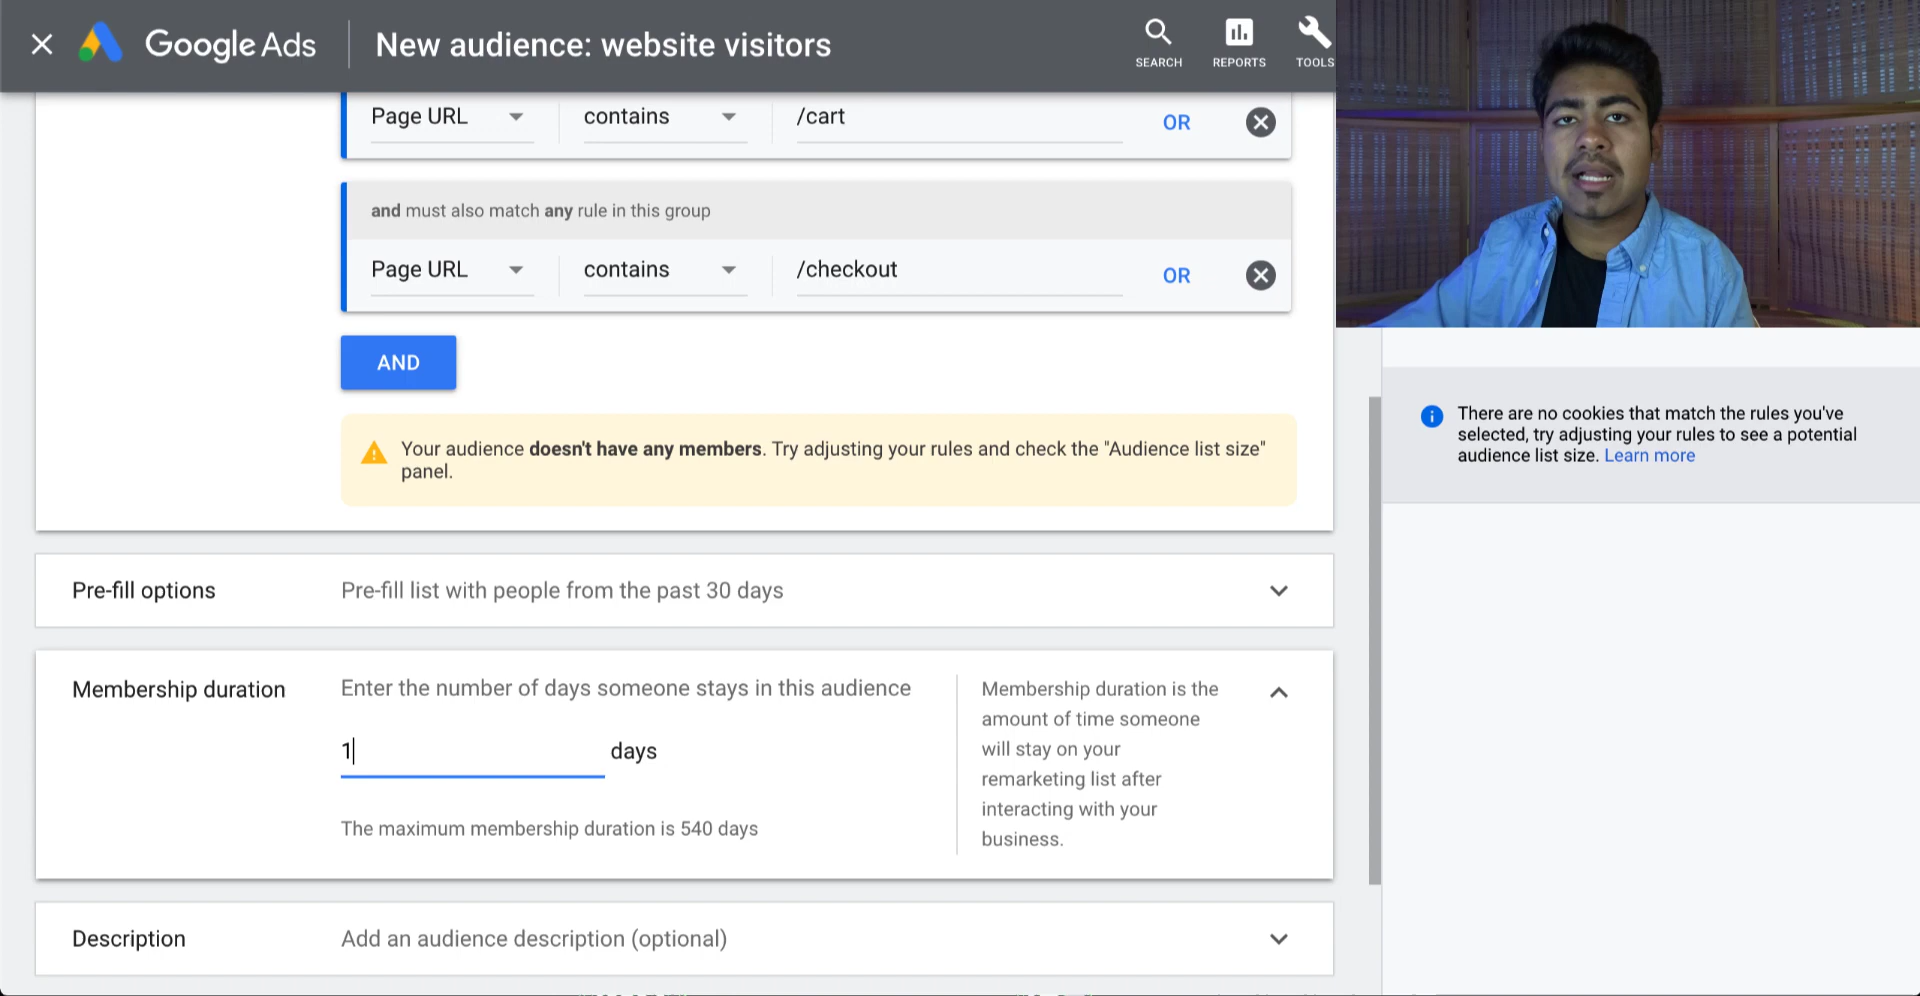 Google Ads
New audience: website visitors
SEARCH
REPORTS
TOOLS
Page URL
contains
/cart
OR
and must also match any rule in this group
Page URL
contains
/checkout
OR
AND
Your audience doesn't have any members. Try adjusting your rules and check the "Audience list size"
panel.
There are no cookies that match the rules you've
selected, try adjusting your rules to see a potential
audience list size. Learn more
Pre-fill options
Pre-fill list with people from the past 30 days
Membership duration
Enter the number of days someone stays in this audience
1
days
The maximum membership duration is 540 days
Membership duration is the
amount of time someone
will stay on your
remarketing list after
interacting with your
business.
Description
Add an audience description (optional)